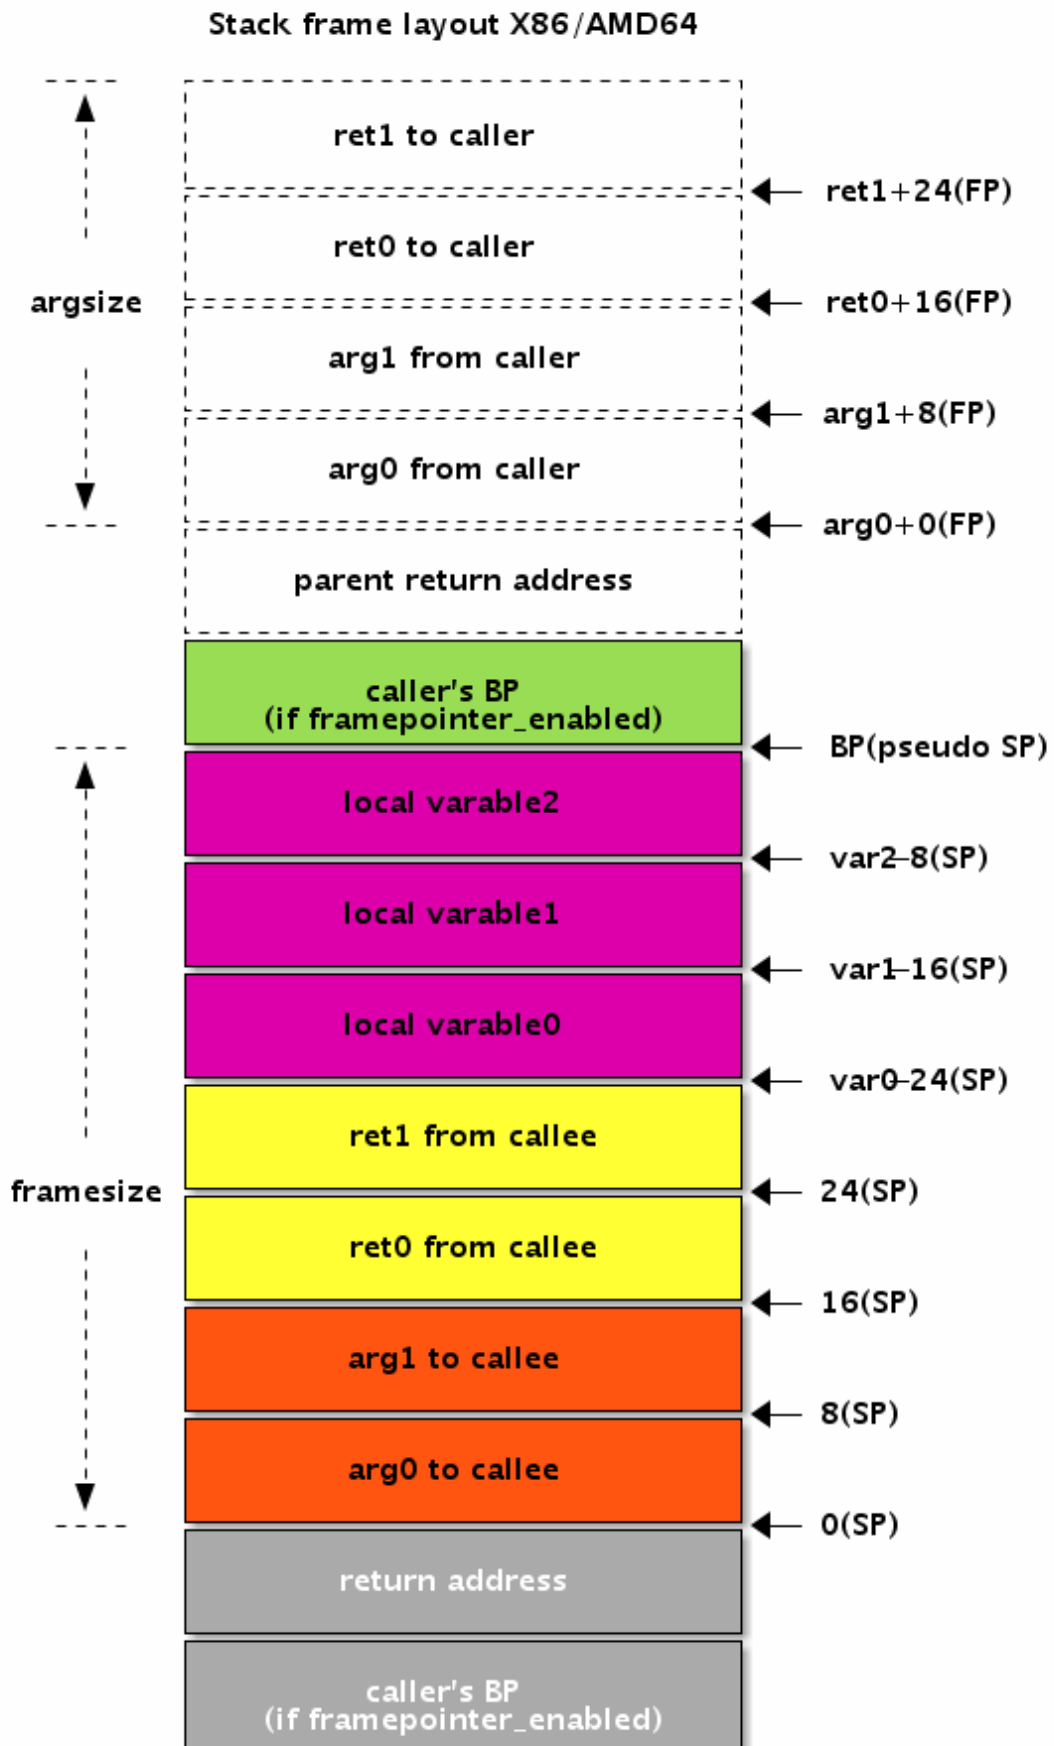 Stack frame layout X86/AMD64
ret1 to caller
ret1+24(FP)
ret0 to caller
argsize
ret0+16(FP)
arg1 from caller
arg1+8(FP)
arg0 from caller
arg0+0(FP)
parent return address
caller's BP
(if framepointer_enabled)
BP(pseudo SP)
local varable2
var2-8(SP)
local varable1
var1-16(SP)
local varable0
var0-24(SP)
ret1 from callee
framesize
24(SP)
ret0 from callee
16(SP)
arg1 to callee
8(SP)
arg0 to callee
0(SP)
return address
caller's BP
(if framepointer_enabled)